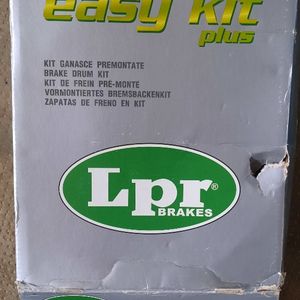 easy kit
plus
KIT GANASCE PREMONTATE
BRAKE DRUM KIT
KIT DE FREIN PRÉ-MONTE
VORMONTIERTES BREMSBACKENKIT
ZAPATAS DE FRENO EN KIT
Lpr®
BRAKES